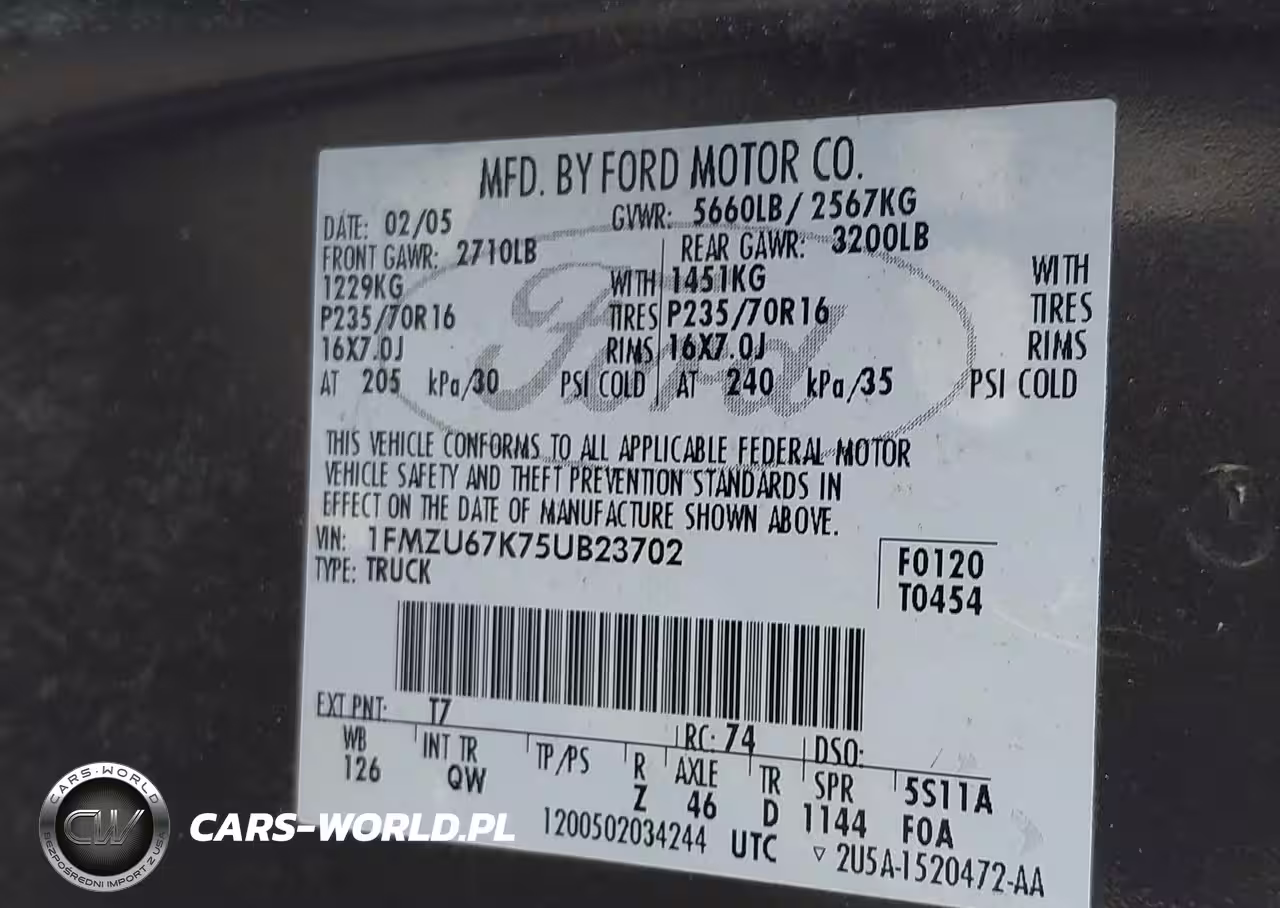 MFD. BY FORD MOTOR CO.
DATE: 02/05 GVWR: 5660LB/ 2567KG
FRONT GAWR: 2710LB REAR GAWR: 3200LB
1229KG WITH 1451KG WITH
P235/70R16 TIRES P235/70R16 TIRES
16X7.0J RIMS 16X7.0J RIMS
AT 205 kPa/30 PSI COLD AT 240 kPa/35 PSI COLD
Ford
THIS VEHICLE CONFORMS TO ALL APPLICABLE FEDERAL MOTOR
VEHICLE SAFETY AND THEFT PREVENTION STANDARDS IN
EFFECT ON THE DATE OF MANUFACTURE SHOWN ABOVE.
VIN: 1FMZU67K75UB23702
TYPE: TRUCK
F0120
T0454
EXT PNT: T7 RC: 74 DSO:
WB INT TR TP/PS R AXLE TR SPR 5S11A
126 QW Z 46 D 1144 F0A
1200502034244 UTC ▽ 2U5A-1520472-AA
CARS-WORLD
CW
BEZPOŚREDNI IMPORT Z USA
CARS-WORLD.PL